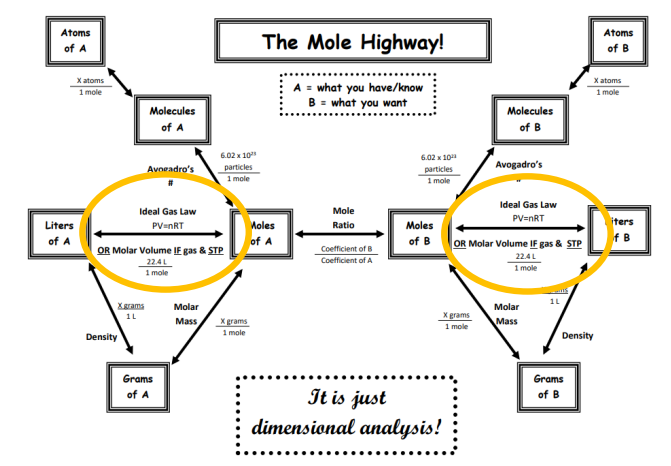 The Mole Highway!
Atoms
of A
Atoms
of B
A = what you have/know
B = what you want
X atoms
1 mole
X atoms
1 mole
Molecules
of A
Molecules
of B
Avogadro's
#
6.02 x 10²³
particles
1 mole
6.02 x 10²³
particles
1 mole
Avogadro's
#
Liters
of A
Ideal Gas Law
PV=nRT
OR Molar Volume IF gas & STP
22.4 L
1 mole
Moles
of A
Mole
Ratio
Coefficient of B
Coefficient of A
Moles
of B
Ideal Gas Law
PV=nRT
OR Molar Volume IF gas & STP
22.4 L
1 mole
Liters
of B
X grams
1 L
Density
Molar
Mass
X grams
1 mole
X grams
1 mole
Molar
Mass
grams
1 L
Density
Grams
of A
Grams
of B
It is just
dimensional analysis!